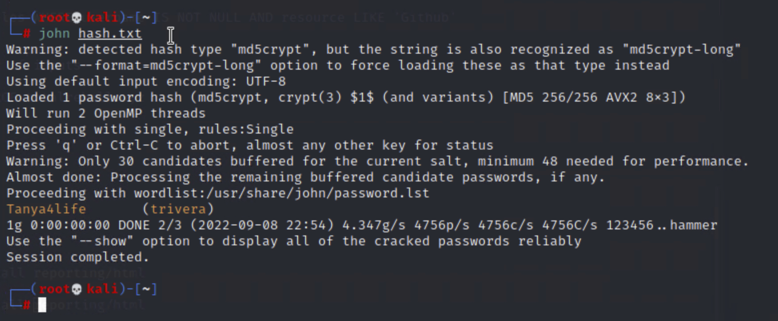 (root💀kali)-[~]
# john hash.txt
Warning: detected hash type "md5crypt", but the string is also recognized as "md5crypt-long"
Use the "--format=md5crypt-long" option to force loading these as that type instead
Using default input encoding: UTF-8
Loaded 1 password hash (md5crypt, crypt(3) $1$ (and variants) [MD5 256/256 AVX2 8×3])
Will run 2 OpenMP threads
Proceeding with single, rules:Single
Press 'q' or Ctrl-C to abort, almost any other key for status
Warning: Only 30 candidates buffered for the current salt, minimum 48 needed for performance.
Almost done: Processing the remaining buffered candidate passwords, if any.
Proceeding with wordlist:/usr/share/john/password.lst
Tanya4life (trivera)
1g 0:00:00:00 DONE 2/3 (2022-09-08 22:54) 4.347g/s 4756p/s 4756c/s 4756C/s 123456..hammer
Use the "--show" option to display all of the cracked passwords reliably
Session completed.
(root💀kali)-[~]
#